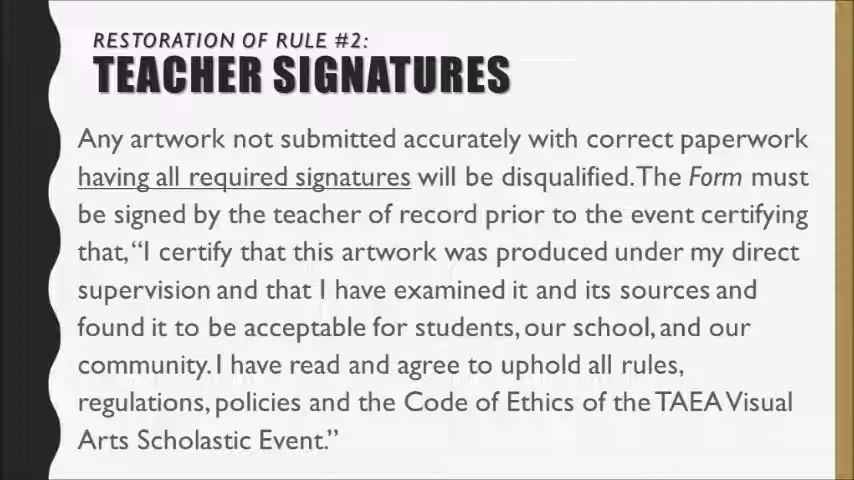 RESTORATION OF RULE #2:
TEACHER SIGNATURES
Any artwork not submitted accurately with correct paperwork
having all required signatures will be disqualified. The Form must
be signed by the teacher of record prior to the event certifying
that, “I certify that this artwork was produced under my direct
supervision and that I have examined it and its sources and
found it to be acceptable for students, our school, and our
community. I have read and agree to uphold all rules,
regulations, policies and the Code of Ethics of the TAEA Visual
Arts Scholastic Event.”